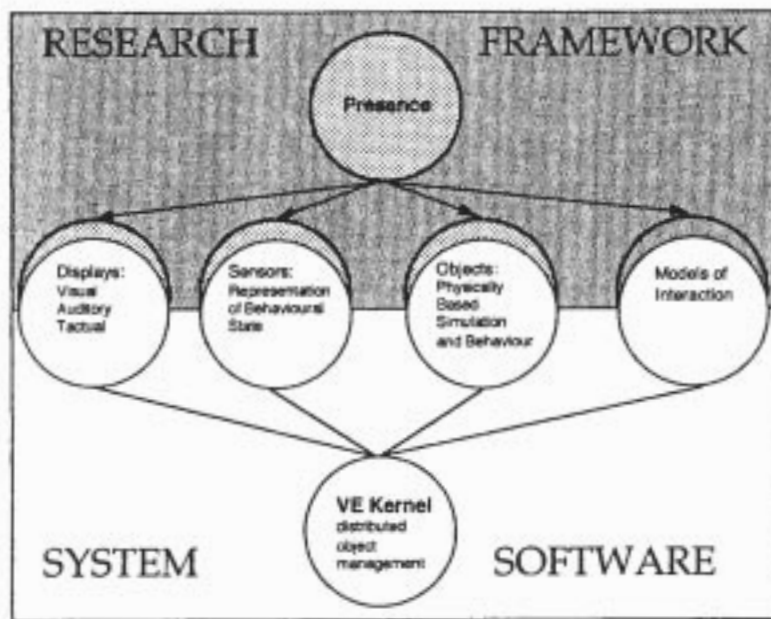 RESEARCH FRAMEWORK
Presence
Displays:
Visual
Auditory
Tactual
Sensors:
Representation
of Behavioural
State
Objects:
Physically
Based
Simulation
and Behaviour
Models of
Interaction
VE Kernel
distributed
object
management
SYSTEM SOFTWARE